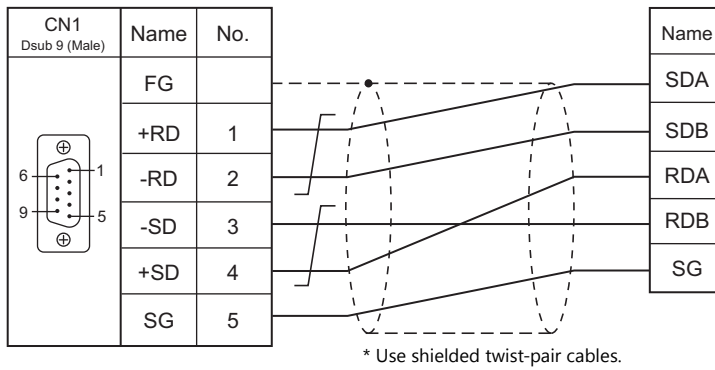 CN1
Dsub 9 (Male)
Name No.
Name
FG
SDA
+RD 1
SDB
6 1
-RD 2
RDA
9 5
-SD 3
RDB
+SD 4
SG
SG 5
* Use shielded twist-pair cables.